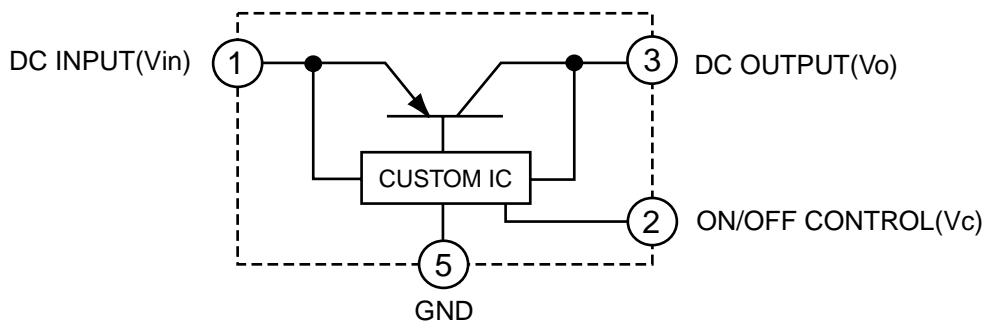 DC INPUT(Vin)
1
3
DC OUTPUT(Vo)
CUSTOM IC
2
ON/OFF CONTROL(Vc)
5
GND